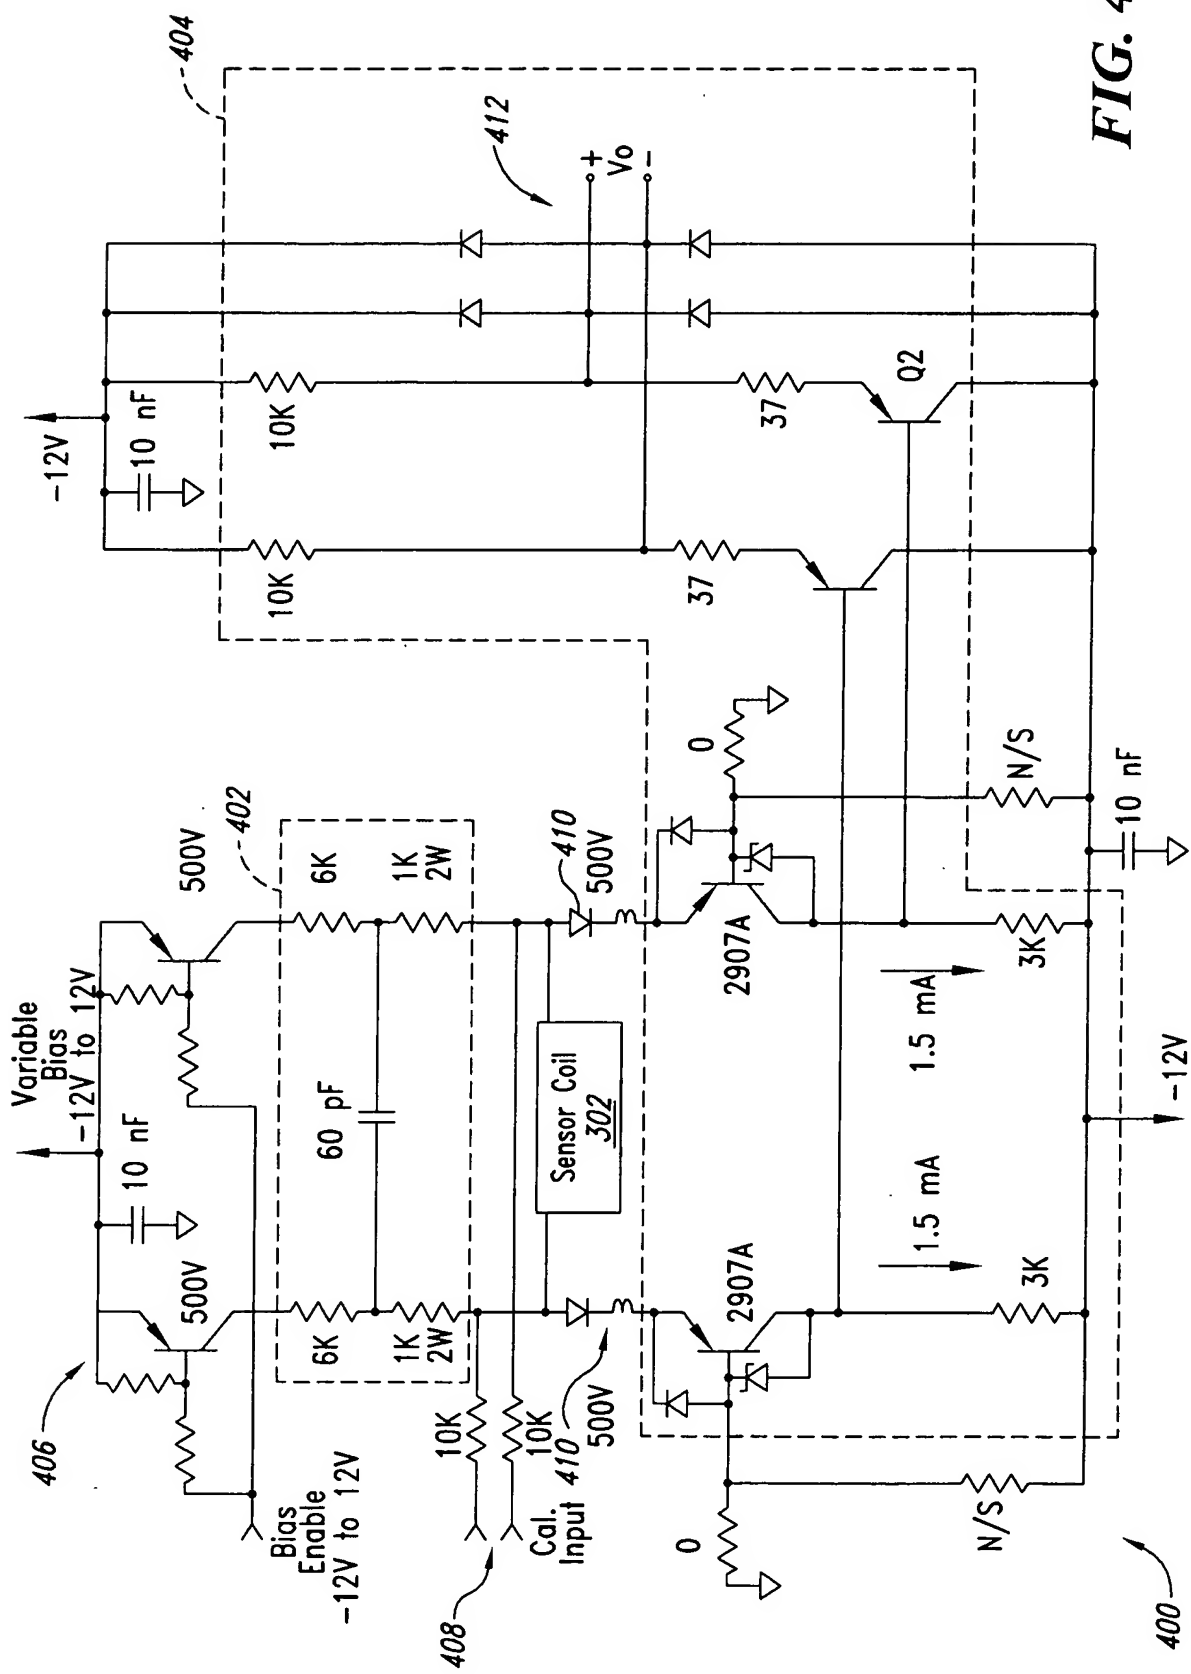 Variable
Bias
-12V to 12V
-12V
404
10 nF
10 nF
406
500V
500V
402
10K
10K
412
+
Vo
-
Bias
Enable
-12V to 12V
6K
60 pF
6K
1K
2W
1K
2W
408
10K
10K
Cal.
Input
410
500V
Sensor Coil
302
410
500V
0
0
37
37
2907A
2907A
Q2
1.5 mA
1.5 mA
N/S
3K
3K
N/S
10 nF
-12V
400
FIG. 4